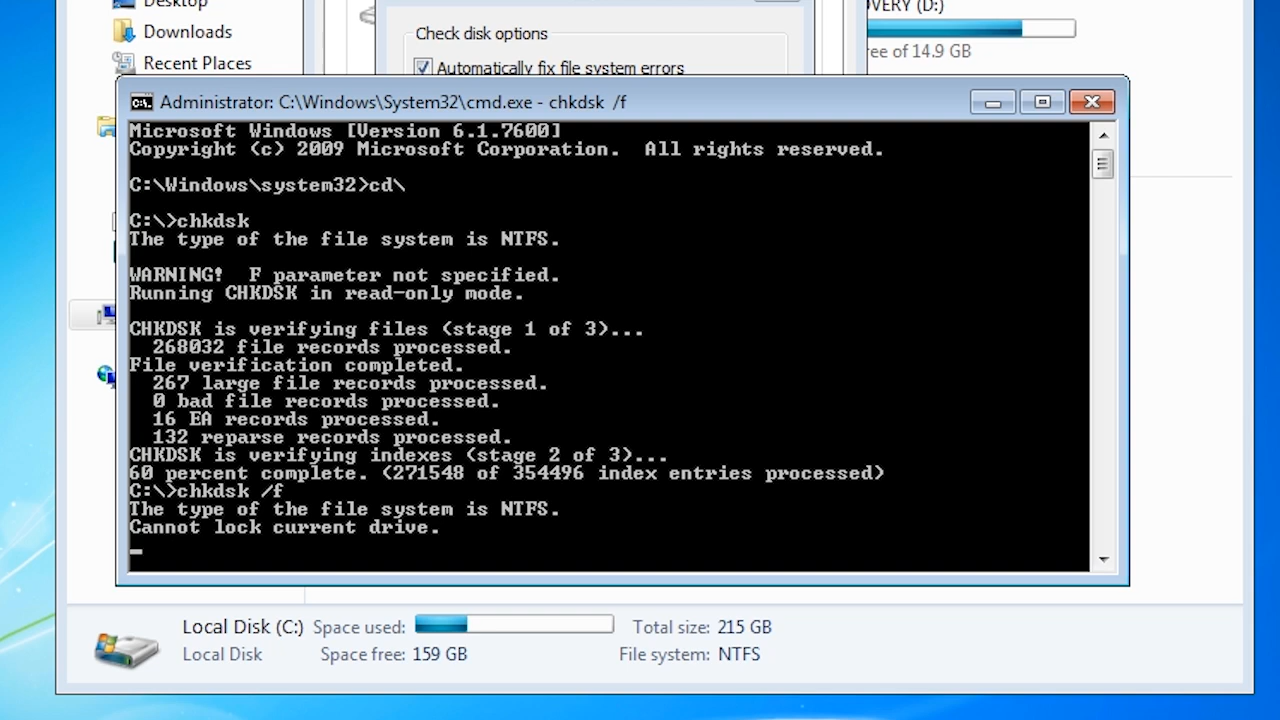 Desktop
OVERY (D:)
Check disk options
Downloads
free of 14.9 GB
Recent Places
Automatically fix file system errors
C:\. Administrator: C:\Windows\System32\cmd.exe - chkdsk /f
Microsoft Windows [Version 6.1.7600]
Copyright (c) 2009 Microsoft Corporation. All rights reserved.
C:\Windows\system32>cd\
C:\>chkdsk
The type of the file system is NTFS.
WARNING! F parameter not specified.
Running CHKDSK in read-only mode.
CHKDSK is verifying files (stage 1 of 3)...
268032 file records processed.
File verification completed.
267 large file records processed.
0 bad file records processed.
16 EA records processed.
132 reparse records processed.
CHKDSK is verifying indexes (stage 2 of 3)...
60 percent complete. (271548 of 354496 index entries processed)
C:\>chkdsk /f
The type of the file system is NTFS.
Cannot lock current drive.
Local Disk (C:) Space used: Total size: 215 GB
Local Disk Space free: 159 GB File system: NTFS